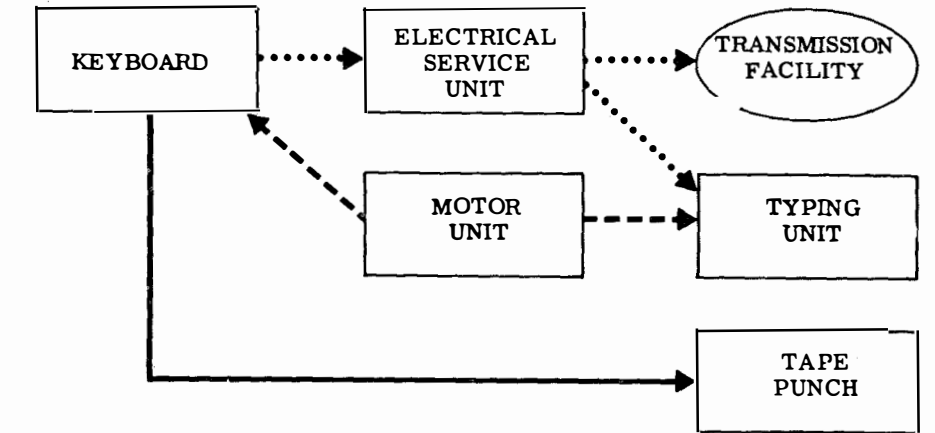 KEYBOARD
ELECTRICAL
SERVICE
UNIT
TRANSMISSION
FACILITY
MOTOR
UNIT
TYPING
UNIT
TAPE
PUNCH